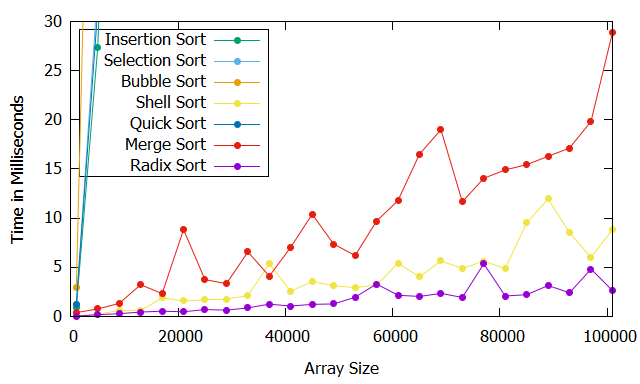 30
25
20
15
10
5
0
Time in Milliseconds
Insertion Sort
Selection Sort
Bubble Sort
Shell Sort
Quick Sort
Merge Sort
Radix Sort
0 20000 40000 60000 80000 100000
Array Size